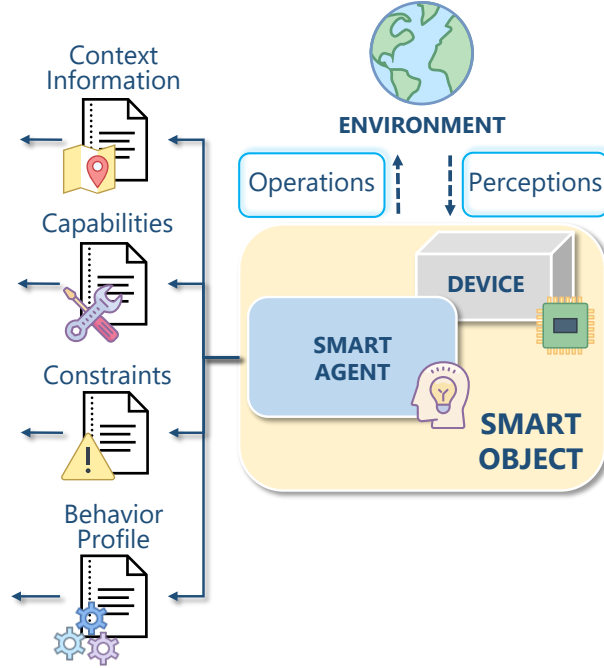 Context
Information
ENVIRONMENT
Operations
Perceptions
Capabilities
DEVICE
SMART
AGENT
Constraints
SMART
OBJECT
Behavior
Profile